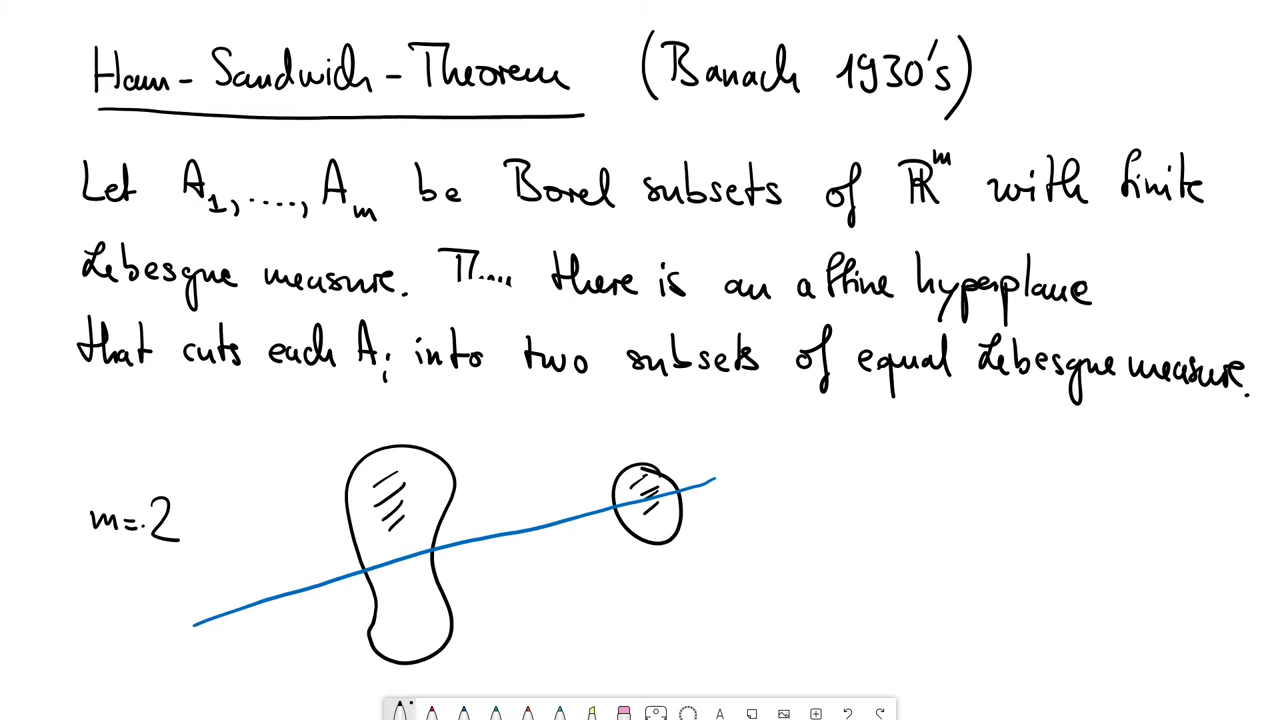 Ham-Sandwich-Theorem (Banach 1930's)
Let A₁,....,Aₘ be Borel subsets of ℝᵐ with finite
Lebesgue measure. there is an affine hyperplane
that cuts each Aᵢ into two subsets of equal Lebesgue measure.
m=2